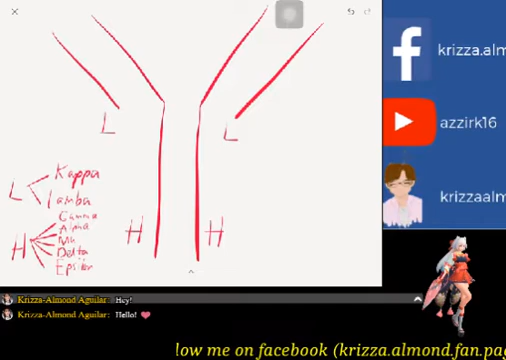 L
L
H
H
L
Kappa
lamba
H
Gamma
Alpha
Mu
Delta
Epsilon
krizza.alm
azzirk16
krizzaalm
Krizza-Almond Aguilar: Hey!
Krizza-Almond Aguilar: Hello! ❤
low me on facebook (krizza.almond.fan.pag